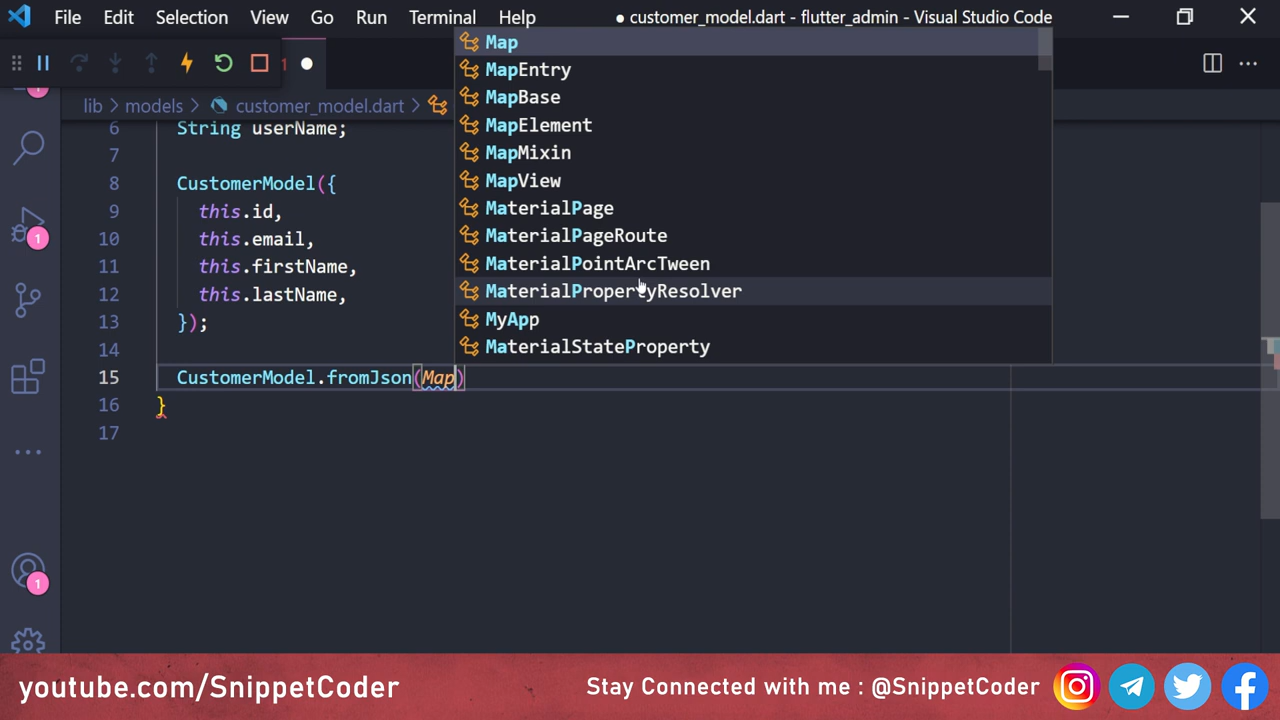 File Edit Selection View Go Run Terminal Help ● customer_model.dart - flutter_admin - Visual Studio Code
1
lib > models > customer_model.dart >
Map
MapEntry
MapBase
MapElement
MapMixin
MapView
MaterialPage
MaterialPageRoute
MaterialPointArcTween
MaterialPropertyResolver
MyApp
MaterialStateProperty
6 String userName;
7
8 CustomerModel({
9 this.id,
10 this.email,
11 this.firstName,
12 this.lastName,
13 });
14
15 CustomerModel.fromJson(Map)
16 }
17
1
1
youtube.com/SnippetCoder
Stay Connected with me : @SnippetCoder